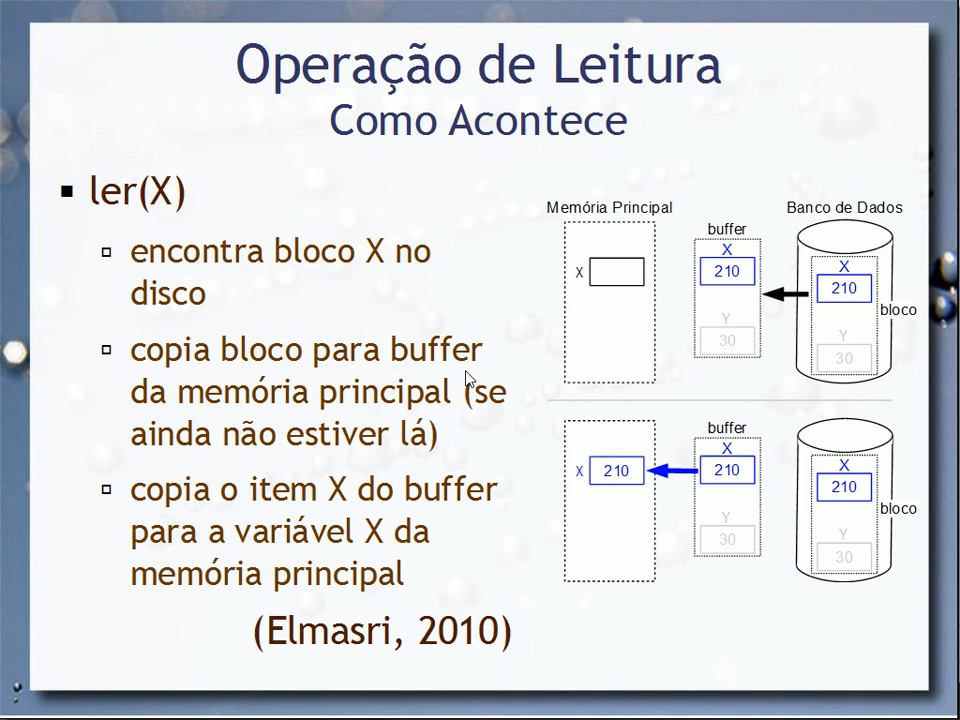 Operação de Leitura
Como Acontece
▪ ler(X)
▫ encontra bloco X no
disco
▫ copia bloco para buffer
da memória principal (se
ainda não estiver lá)
▫ copia o item X do buffer
para a variável X da
memória principal
(Elmasri, 2010)
Memória Principal
Banco de Dados
buffer
X
X
X
210
210
bloco
Y
Y
30
30
buffer
X
X
X
210
210
210
bloco
Y
Y
30
30